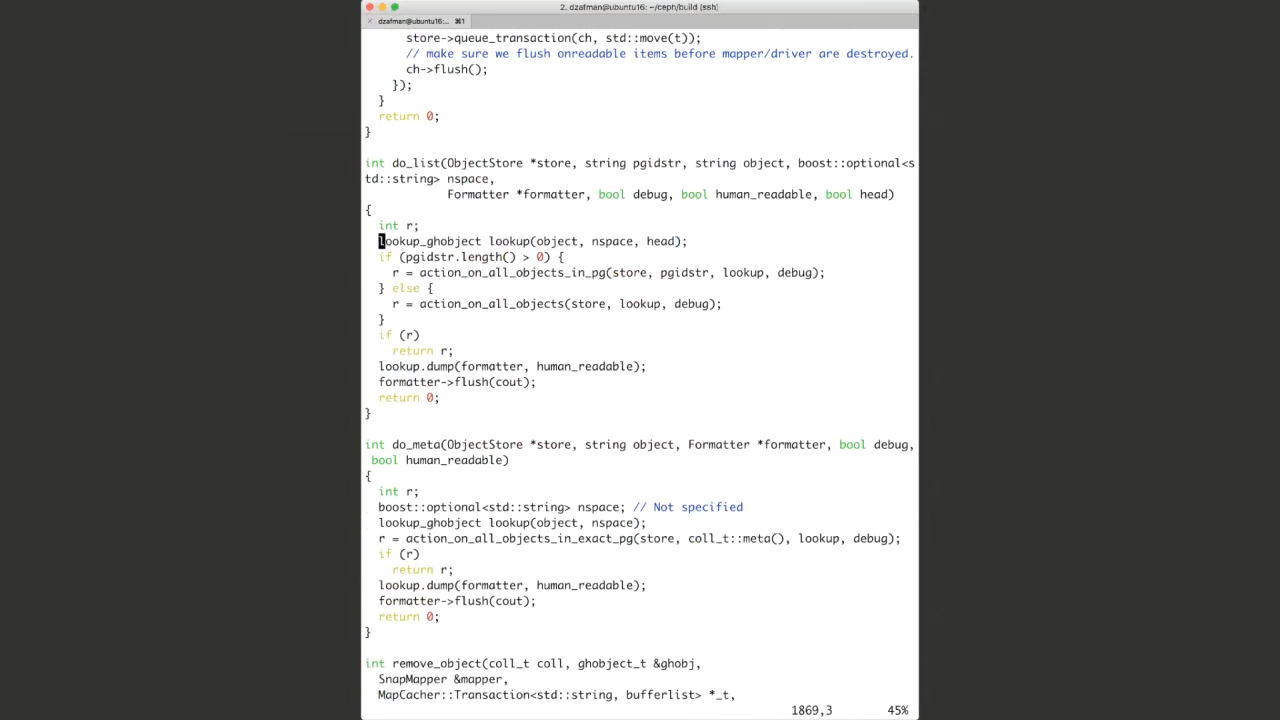 2. dzafman@ubuntu16: ~/ceph/build (ssh)
× dzafman@ubuntu16:... ⌘1
      store->queue_transaction(ch, std::move(t));
      // make sure we flush onreadable items before mapper/driver are destroyed.
      ch->flush();
    });
  }
  return 0;
}

int do_list(ObjectStore *store, string pgidstr, string object, boost::optional<s
td::string> nspace,
            Formatter *formatter, bool debug, bool human_readable, bool head)
{
  int r;
  lookup_ghobject lookup(object, nspace, head);
  if (pgidstr.length() > 0) {
    r = action_on_all_objects_in_pg(store, pgidstr, lookup, debug);
  } else {
    r = action_on_all_objects(store, lookup, debug);
  }
  if (r)
    return r;
  lookup.dump(formatter, human_readable);
  formatter->flush(cout);
  return 0;
}

int do_meta(ObjectStore *store, string object, Formatter *formatter, bool debug,
 bool human_readable)
{
  int r;
  boost::optional<std::string> nspace; // Not specified
  lookup_ghobject lookup(object, nspace);
  r = action_on_all_objects_in_exact_pg(store, coll_t::meta(), lookup, debug);
  if (r)
    return r;
  lookup.dump(formatter, human_readable);
  formatter->flush(cout);
  return 0;
}

int remove_object(coll_t coll, ghobject_t &ghobj,
  SnapMapper &mapper,
  MapCacher::Transaction<std::string, bufferlist> *_t,
1869,3 45%